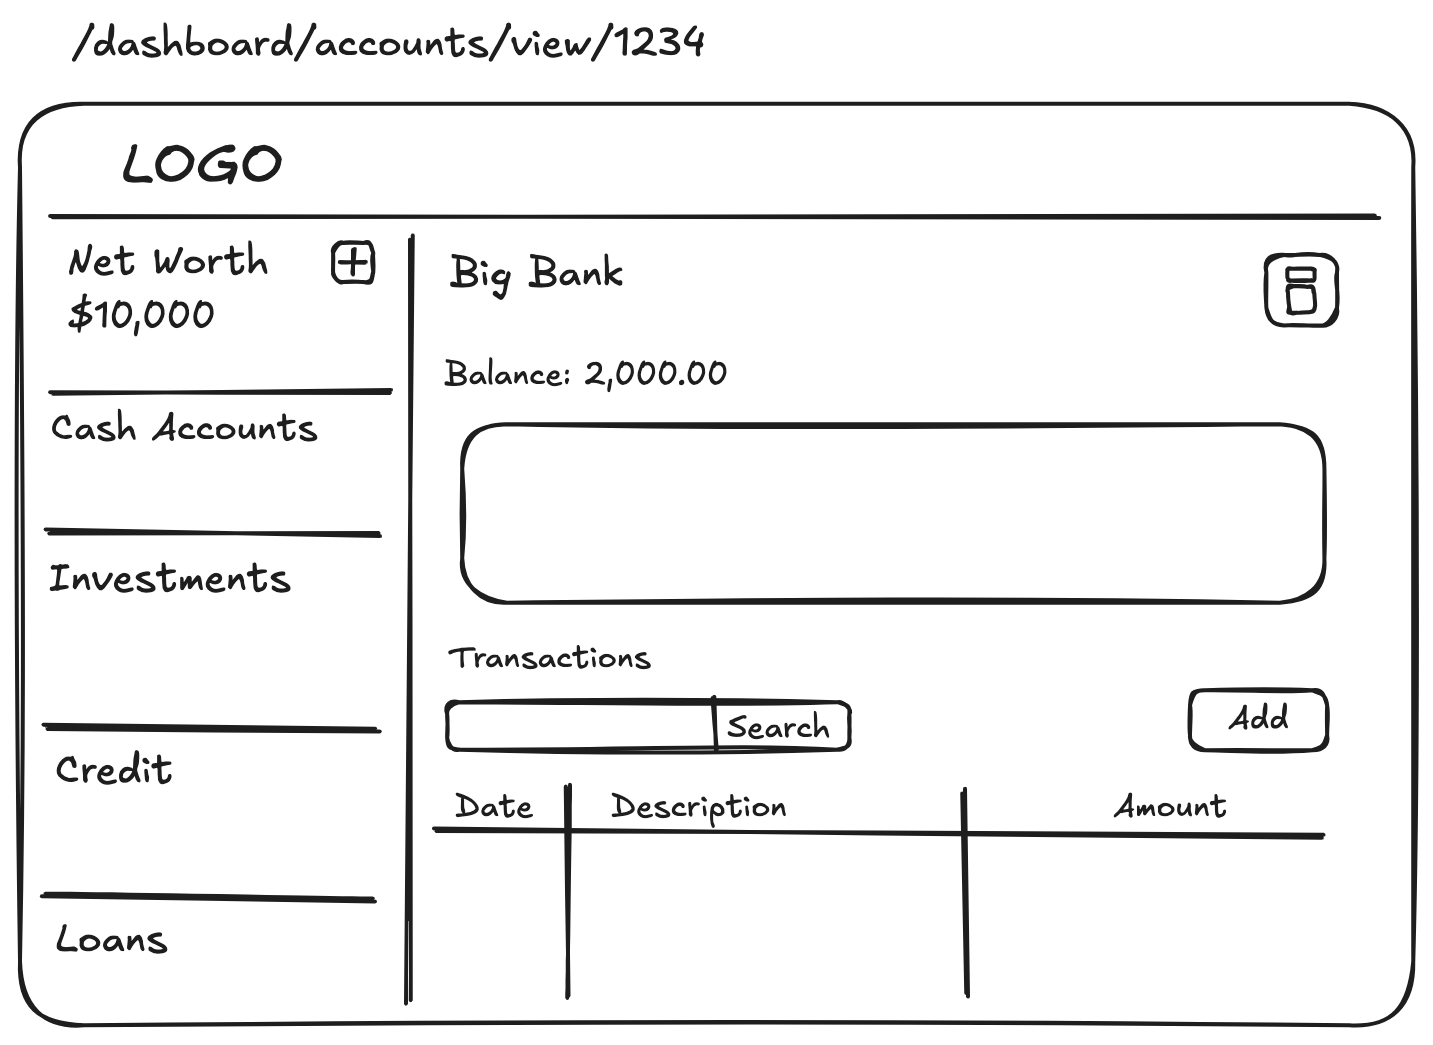 /dashboard/accounts/view/1234
LOGO
Net Worth
$10,000
Cash Accounts
Investments
Credit
Loans
Big Bank
Balance: 2,000.00
Transactions
Search
Add
Date Description Amount